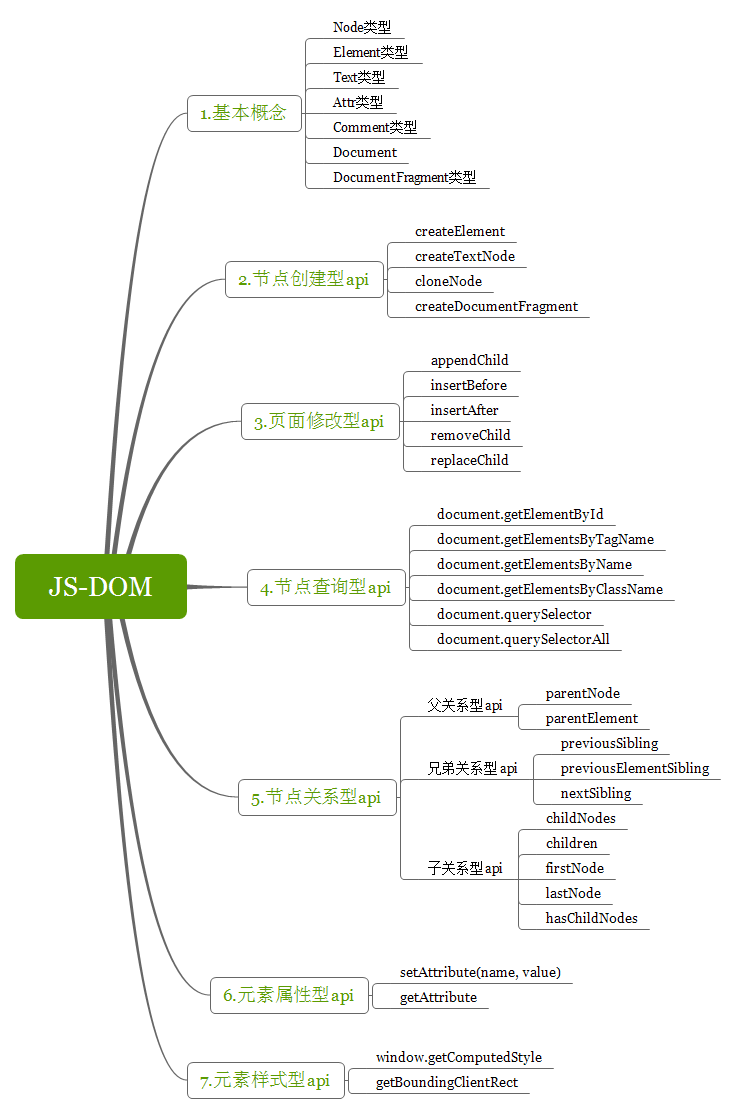 JS-DOM
1.基本概念
Node类型
Element类型
Text类型
Attr类型
Comment类型
Document
DocumentFragment类型
2.节点创建型api
createElement
createTextNode
cloneNode
createDocumentFragment
3.页面修改型api
appendChild
insertBefore
insertAfter
removeChild
replaceChild
4.节点查询型api
document.getElementById
document.getElementsByTagName
document.getElementsByName
document.getElementsByClassName
document.querySelector
document.querySelectorAll
5.节点关系型api
父关系型api
parentNode
parentElement
兄弟关系型api
previousSibling
previousElementSibling
nextSibling
子关系型api
childNodes
children
firstNode
lastNode
hasChildNodes
6.元素属性型api
setAttribute(name, value)
getAttribute
7.元素样式型api
window.getComputedStyle
getBoundingClientRect